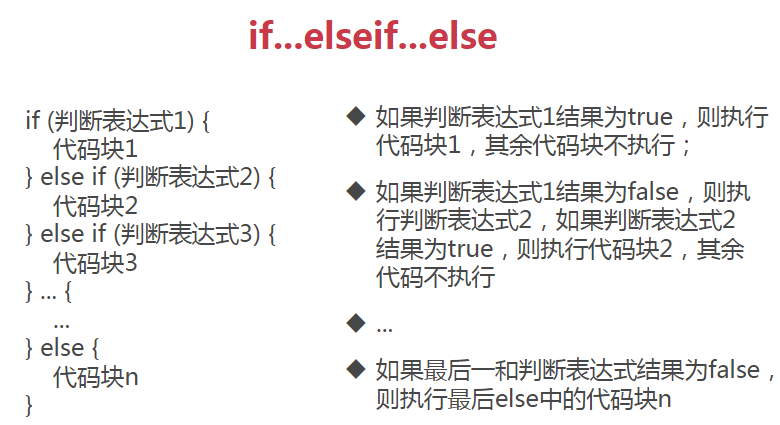 if...elseif...else
if (判断表达式1) {
代码块1
} else if (判断表达式2) {
代码块2
} else if (判断表达式3) {
代码块3
} ... {
...
} else {
代码块n
}
◆ 如果判断表达式1结果为true，则执行
代码块1，其余代码块不执行；
◆ 如果判断表达式1结果为false，则执
行判断表达式2，如果判断表达式2
结果为true，则执行代码块2，其余
代码不执行
◆ ...
◆ 如果最后一和判断表达式结果为false，
则执行最后else中的代码块n